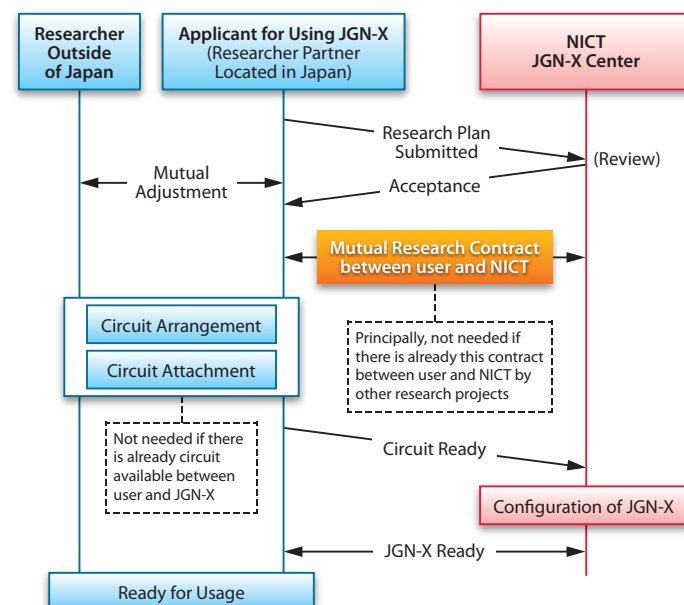 Researcher
Outside
of Japan
Applicant for Using JGN-X
(Researcher Partner
Located in Japan)
NICT
JGN-X Center
Research Plan
Submitted
(Review)
Mutual
Adjustment
Acceptance
Mutual Research Contract
between user and NICT
Circuit Arrangement
Circuit Attachment
Principally, not needed if
there is already this contract
between user and NICT by
other research projects
Not needed if there
is already circuit
available between
user and JGN-X
Circuit Ready
Configuration of JGN-X
JGN-X Ready
Ready for Usage